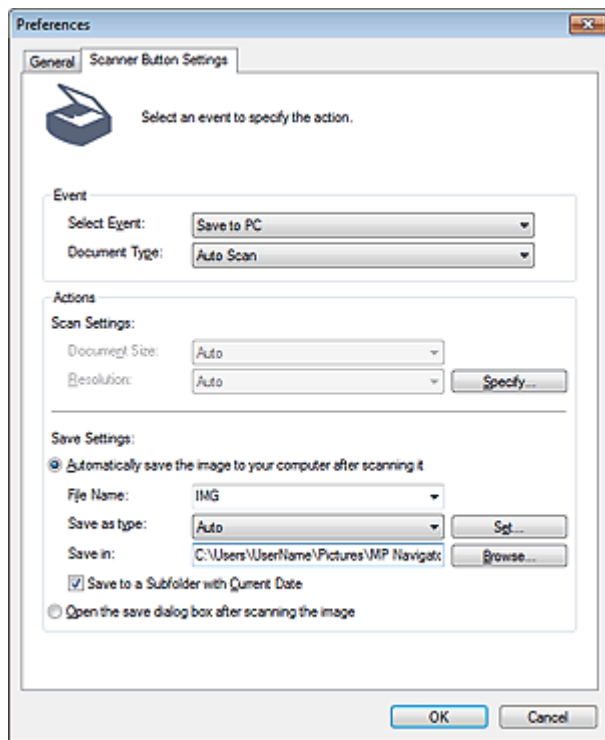 Preferences
General Scanner Button Settings
Select an event to specify the action.
Event
Select Event: Save to PC
Document Type: Auto Scan
Actions
Scan Settings:
Document Size: Auto
Resolution: Auto Specify...
Save Settings:
Automatically save the image to your computer after scanning it
File Name: IMG
Save as type: Auto Set...
Save in: C:\Users\UserName\Pictures\MP Navigato Browse...
Save to a Subfolder with Current Date
Open the save dialog box after scanning the image
OK Cancel